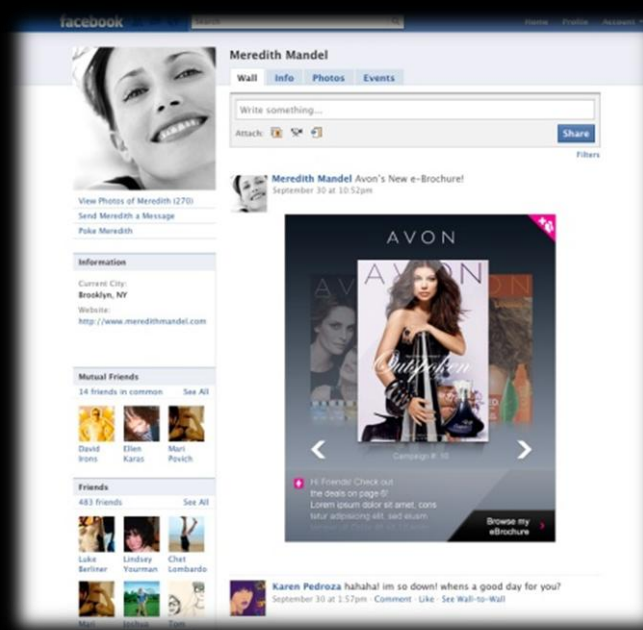 facebook
Search
Home Profile Account
Meredith Mandel
Wall Info Photos Events
Write something...
Attach:
Share
Filters
Meredith Mandel Avon's New e-Brochure!
September 30 at 10:52pm
View Photos of Meredith (270)
Send Meredith a Message
Poke Meredith
Information
Current City:
Brooklyn, NY
Website:
http://www.meredithmandel.com
Mutual Friends
14 friends in common See All
David Irons
Ellen Karas
Mari Povich
Friends
483 friends See All
Luke Berliner
Lindsey Yourman
Chet Lombardo
Mari
Joshua
Tom
AVON
AVON
Outspoken
Campaign #: 10
Hi Friends! Check out
the deals on page 6!
Lorem ipsum dolor sit amet, cons
tetur adipisicing elit, sed eiusm
Browse my
eBrochure
Karen Pedroza hahaha! im so down! whens a good day for you?
September 30 at 1:57pm · Comment · Like · See Wall-to-Wall